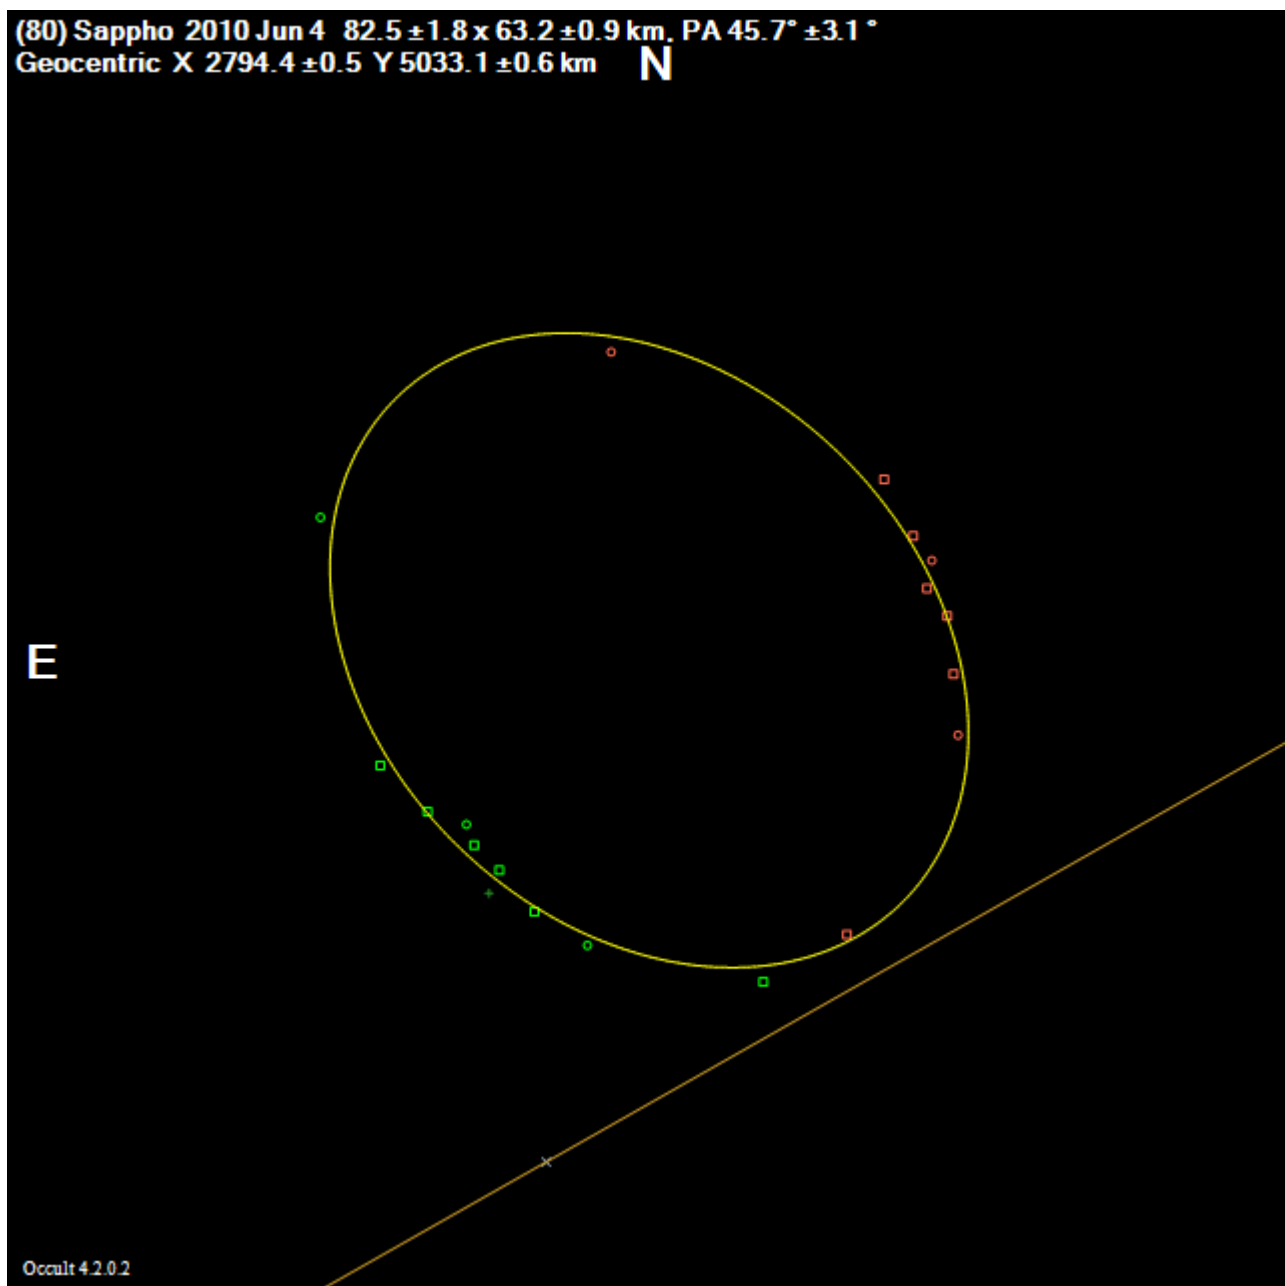 (80) Sappho 2010 Jun 4 82.5 ±1.8 x 63.2 ±0.9 km, PA 45.7° ±3.1 °
Geocentric X 2794.4 ±0.5 Y 5033.1 ±0.6 km
N
E
Occult 4.2.0.2